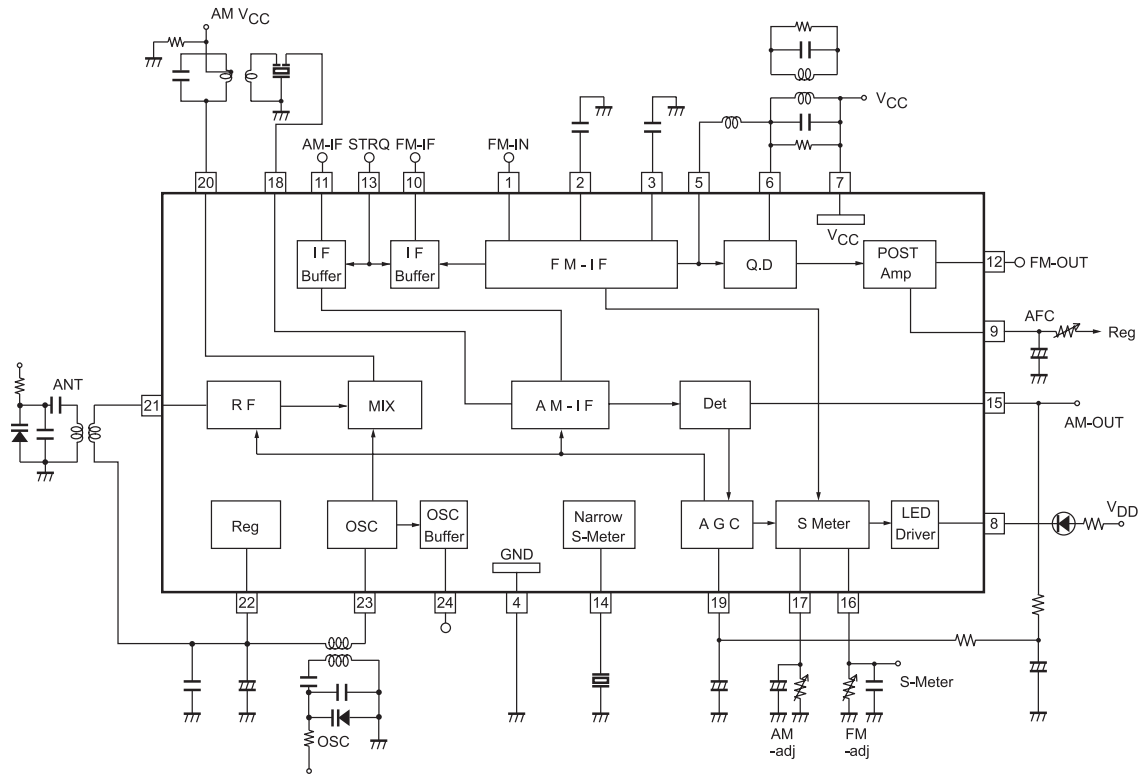 AM VCC
VCC
AM-IF
STRQ
FM-IF
FM-IN
20
18
11
13
10
1
2
3
5
6
7
VCC
IF
Buffer
IF
Buffer
FM-IF
Q.D
POST
Amp
12
FM-OUT
9
AFC
Reg
ANT
21
RF
MIX
AM-IF
Det
15
AM-OUT
Reg
OSC
OSC
Buffer
Narrow
S-Meter
AGC
S Meter
LED
Driver
8
VDD
GND
22
23
24
4
14
19
17
16
S-Meter
OSC
AM
-adj
FM
-adj